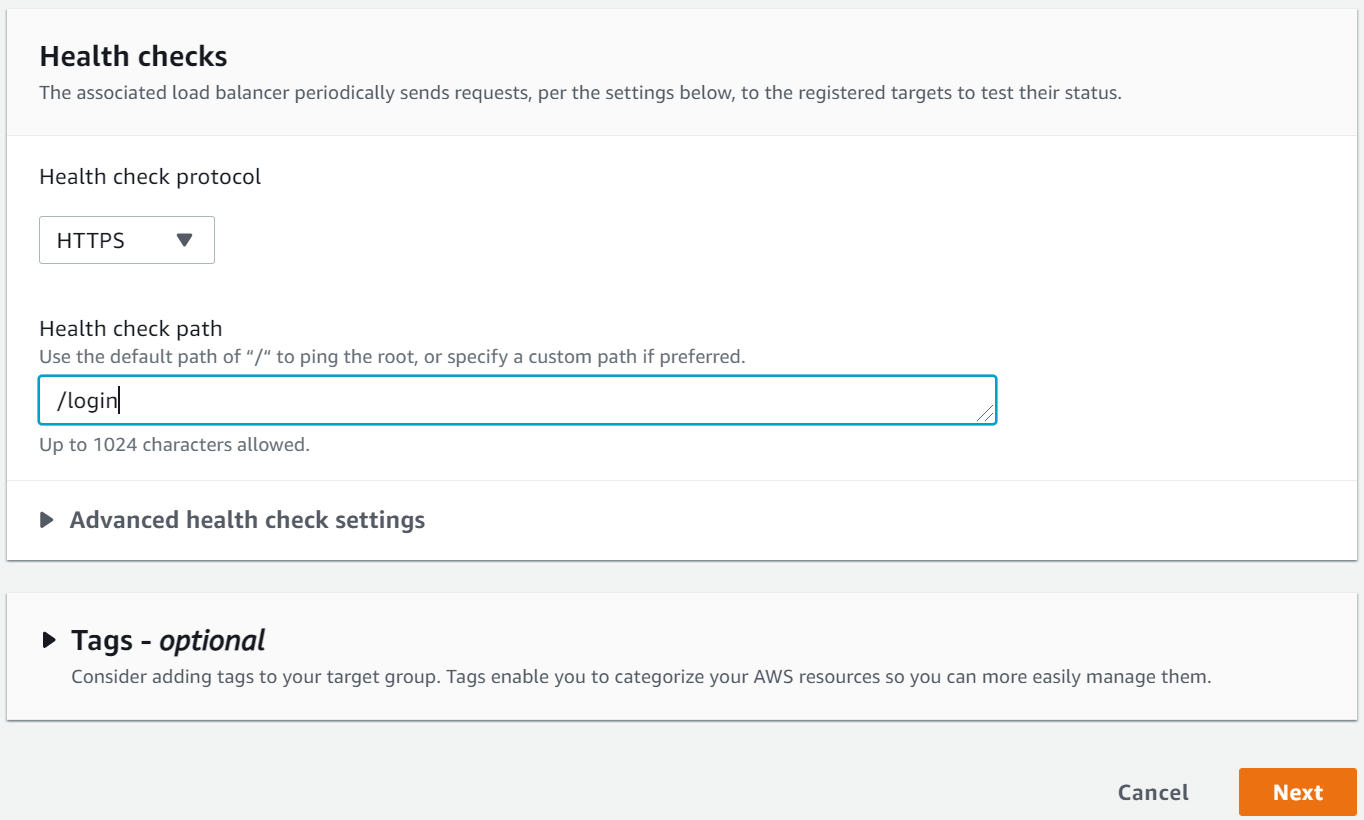 Health checks
The associated load balancer periodically sends requests, per the settings below, to the registered targets to test their status.
Health check protocol
HTTPS
Health check path
Use the default path of “/“ to ping the root, or specify a custom path if preferred.
/login
Up to 1024 characters allowed.
Advanced health check settings
Tags - optional
Consider adding tags to your target group. Tags enable you to categorize your AWS resources so you can more easily manage them.
Cancel
Next